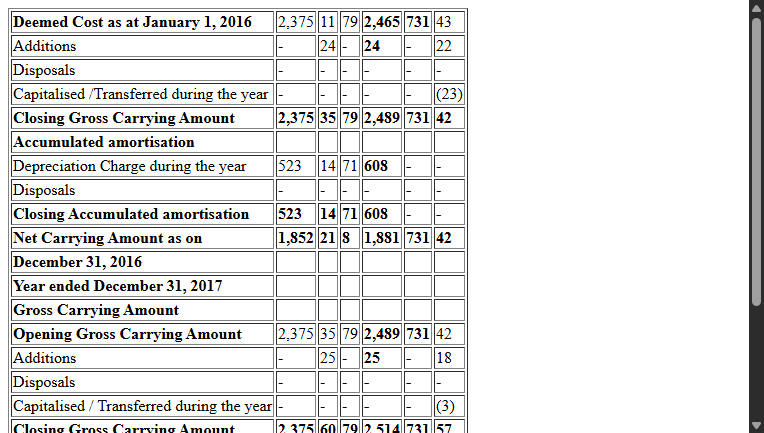 Deemed Cost as at January 1, 2016 2,375 11 79 2,465 731 43
Additions - 24 - 24 - 22
Disposals - - - - - -
Capitalised /Transferred during the year - - - - - (23)
Closing Gross Carrying Amount 2,375 35 79 2,489 731 42
Accumulated amortisation
Depreciation Charge during the year 523 14 71 608 - -
Disposals - - - - - -
Closing Accumulated amortisation 523 14 71 608 - -
Net Carrying Amount as on 1,852 21 8 1,881 731 42
December 31, 2016
Year ended December 31, 2017
Gross Carrying Amount
Opening Gross Carrying Amount 2,375 35 79 2,489 731 42
Additions - 25 - 25 - 18
Disposals - - - - - -
Capitalised / Transferred during the year - - - - - (3)
Closing Gross Carrying Amount 2,375 60 79 2,514 731 57